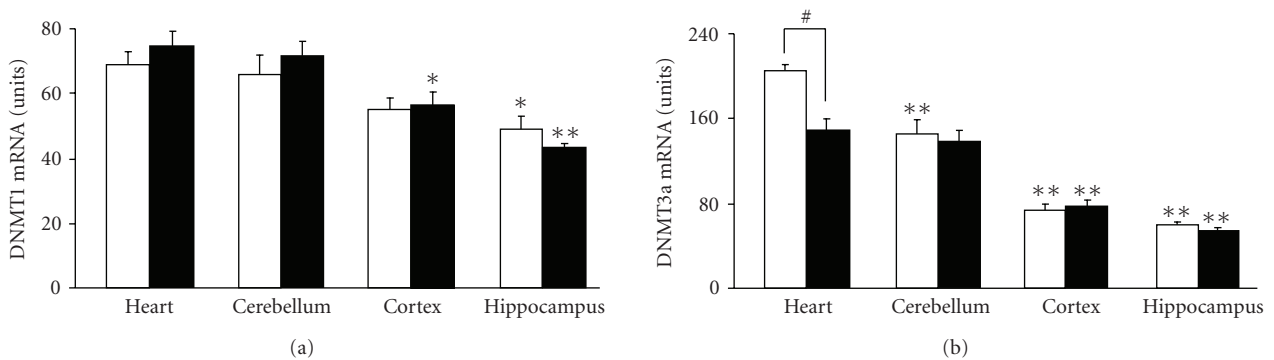 DNMT1 mRNA (units)
80
60
40
20
0
*
*
**
Heart Cerebellum Cortex Hippocampus
(a)
DNMT3a mRNA (units)
240
160
80
0
#
**
** **
** **
Heart Cerebellum Cortex Hippocampus
(b)